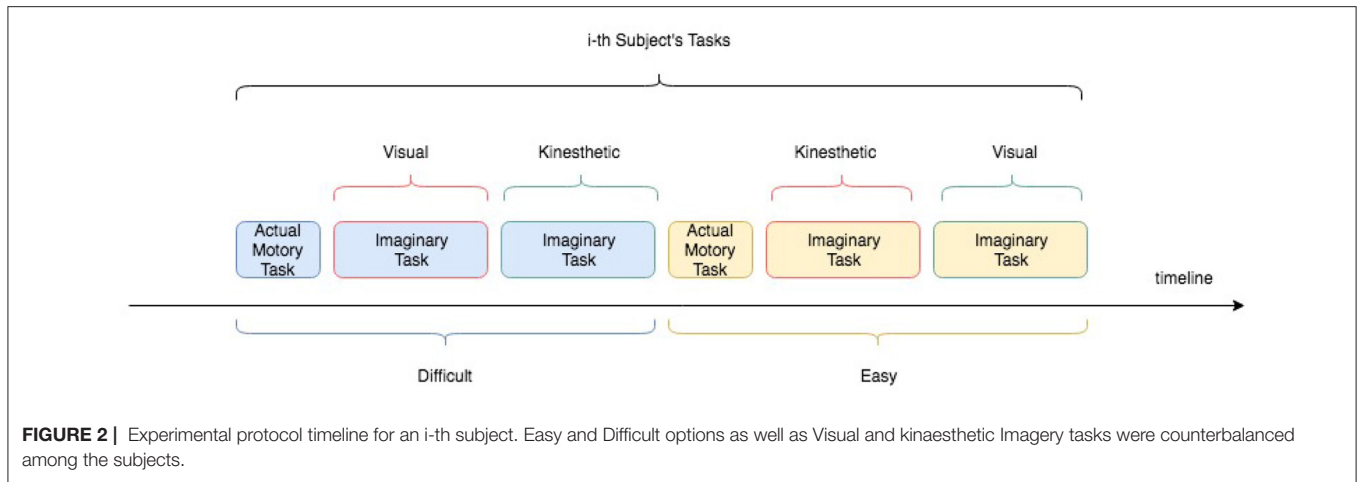 i-th Subject's Tasks
Visual
Kinesthetic
Kinesthetic
Visual
Actual
Motory
Task
Imaginary
Task
Imaginary
Task
Actual
Motory
Task
Imaginary
Task
Imaginary
Task
timeline
Difficult
Easy
FIGURE 2 | Experimental protocol timeline for an i-th subject. Easy and Difficult options as well as Visual and kinaesthetic Imagery tasks were counterbalanced
among the subjects.